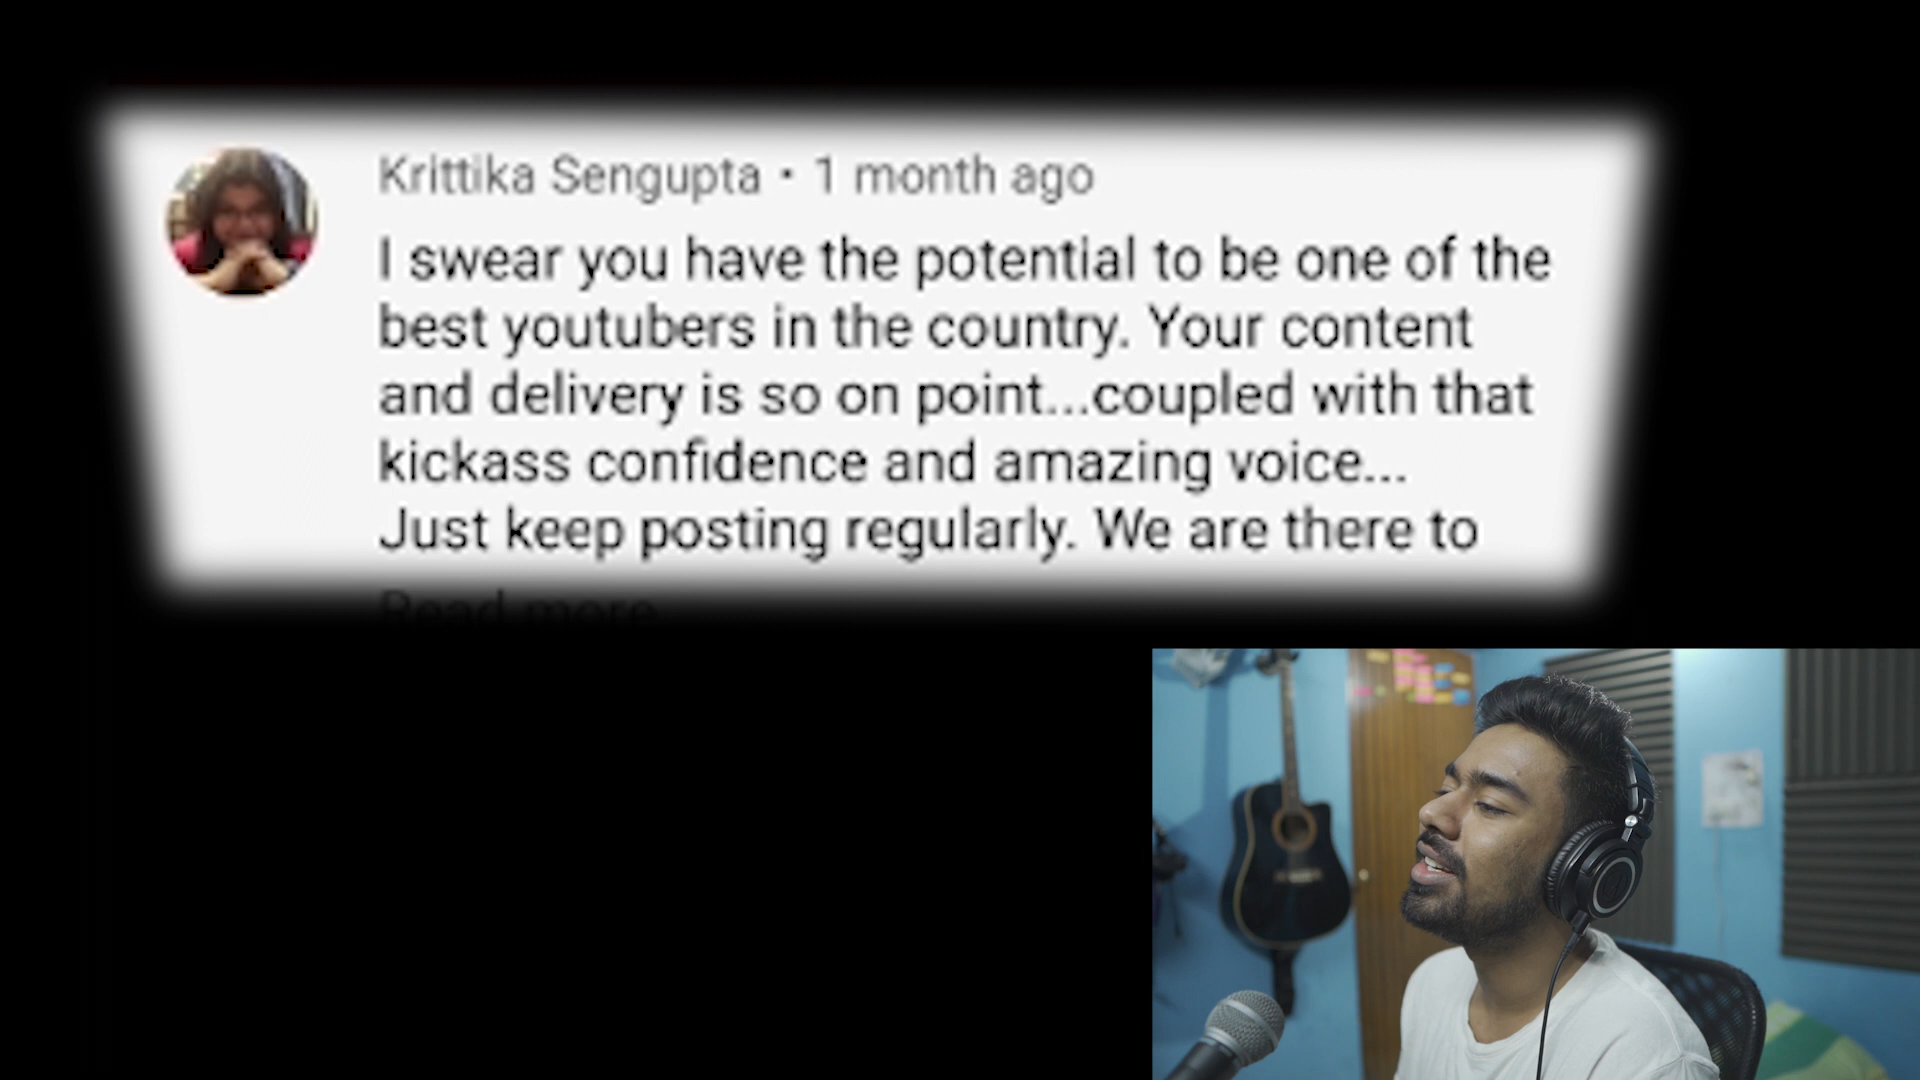 Krittika Sengupta • 1 month ago
I swear you have the potential to be one of the
best youtubers in the country. Your content
and delivery is so on point...coupled with that
kickass confidence and amazing voice...
Just keep posting regularly. We are there to
Read more